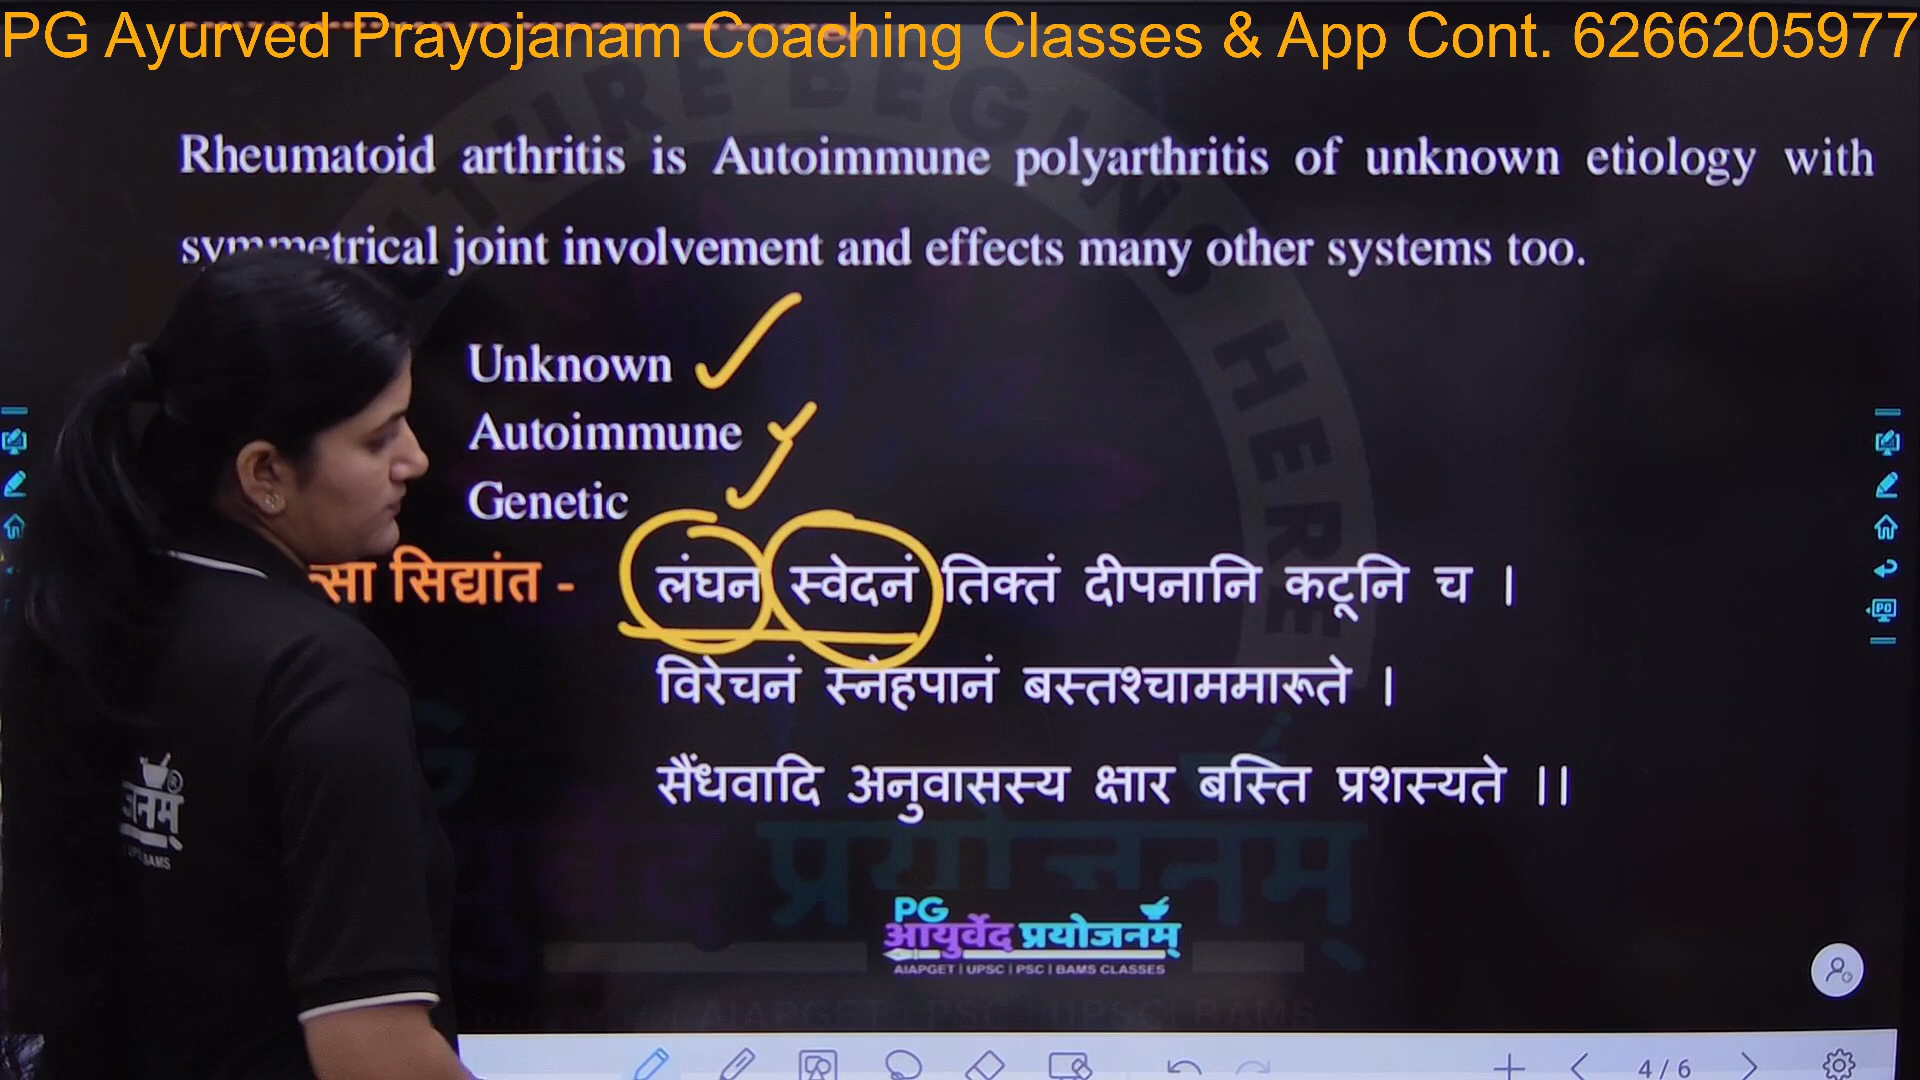 PG Ayurved Prayojanam Coaching Classes & App Cont. 6266205977
Rheumatoid arthritis is Autoimmune polyarthritis of unknown etiology with
symmetrical joint involvement and effects many other systems too.
Unknown
Autoimmune
Genetic
सिद्यांत - लंघन स्वेदनं तिक्तं दीपनानि कटूनि च ।
विरेचनं स्नेहपानं बस्तश्चाममारूते ।
सैंधवादि अनुवासस्य क्षार बस्ति प्रशस्यते ।।
PG
आयुर्वेद प्रयोजनम्
AIAPGET | UPSC | PSC | BAMS CLASSES
4 / 6